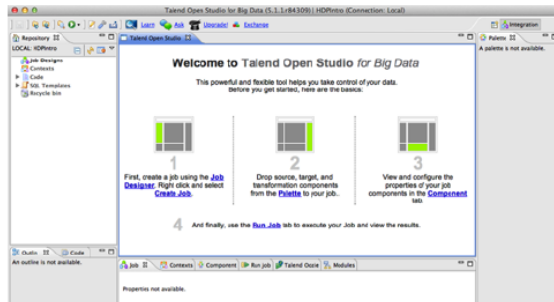 Talend Open Studio for Big Data (5.1.1.r84309) | HDPIntro (Connection: Local)
Learn Ask Upgrade! Exchange
Integration
Repository
LOCAL: HDPIntro
Job Designs
Contexts
Code
SQL Templates
Recycle bin
Talend Open Studio
Welcome to Talend Open Studio for Big Data
This powerful and flexible tool helps you take control of your data.
Before you get started, here are the basics:
1
First, create a job using the Job
Designer. Right click and select
Create Job.
2
Drop source, target, and
transformation components
from the Palette to your job..
3
View and configure the
properties of your job
components in the Component
tab.
4 And finally, use the Run Job tab to execute your Job and view the results.
Palette
A palette is not available.
Outlin Code
An outline is not available.
Job Contexts Component Run job Talend Oozie Modules
Properties not available.